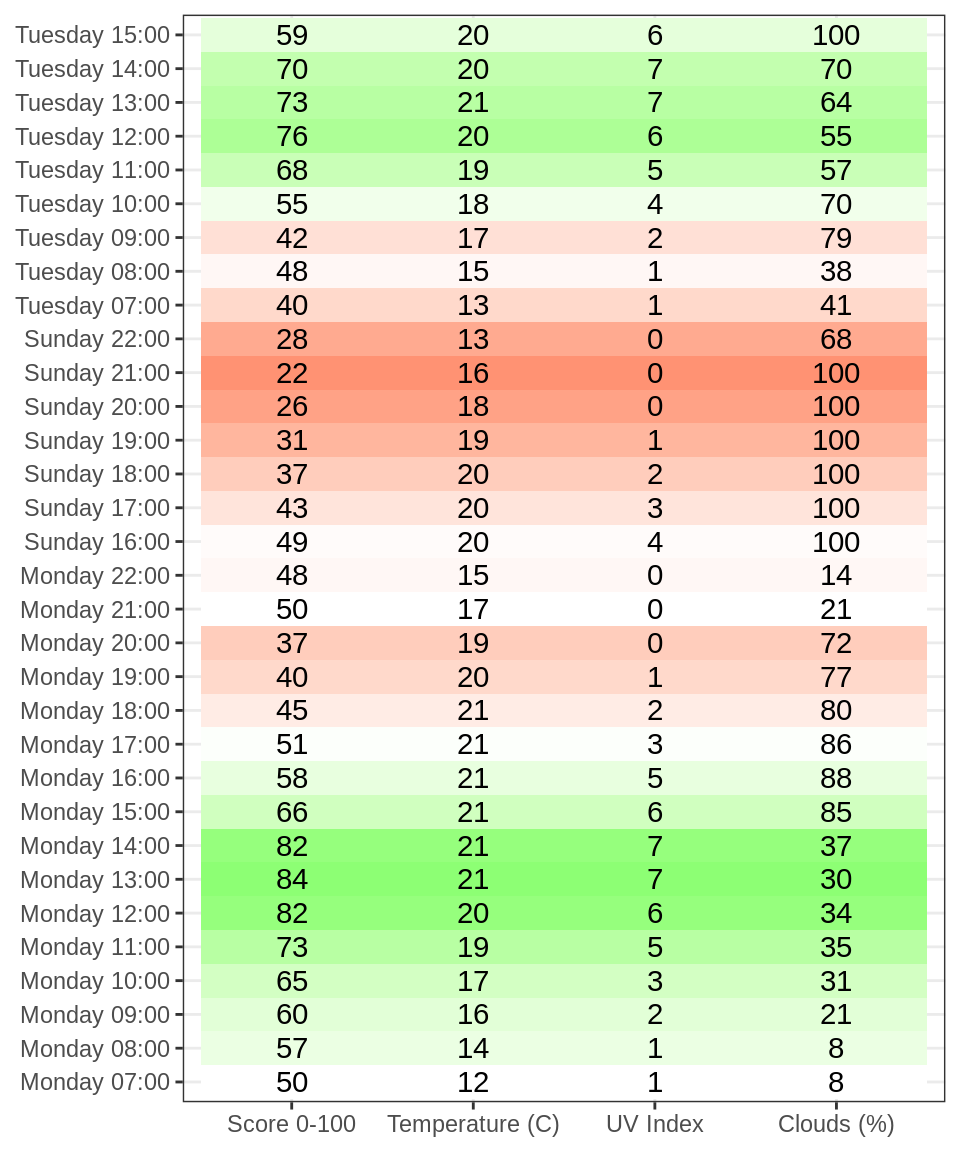 Tuesday 15:00 59 20 6 100
Tuesday 14:00 70 20 7 70
Tuesday 13:00 73 21 7 64
Tuesday 12:00 76 20 6 55
Tuesday 11:00 68 19 5 57
Tuesday 10:00 55 18 4 70
Tuesday 09:00 42 17 2 79
Tuesday 08:00 48 15 1 38
Tuesday 07:00 40 13 1 41
Sunday 22:00 28 13 0 68
Sunday 21:00 22 16 0 100
Sunday 20:00 26 18 0 100
Sunday 19:00 31 19 1 100
Sunday 18:00 37 20 2 100
Sunday 17:00 43 20 3 100
Sunday 16:00 49 20 4 100
Monday 22:00 48 15 0 14
Monday 21:00 50 17 0 21
Monday 20:00 37 19 0 72
Monday 19:00 40 20 1 77
Monday 18:00 45 21 2 80
Monday 17:00 51 21 3 86
Monday 16:00 58 21 5 88
Monday 15:00 66 21 6 85
Monday 14:00 82 21 7 37
Monday 13:00 84 21 7 30
Monday 12:00 82 20 6 34
Monday 11:00 73 19 5 35
Monday 10:00 65 17 3 31
Monday 09:00 60 16 2 21
Monday 08:00 57 14 1 8
Monday 07:00 50 12 1 8
Score 0-100 Temperature (C) UV Index Clouds (%)